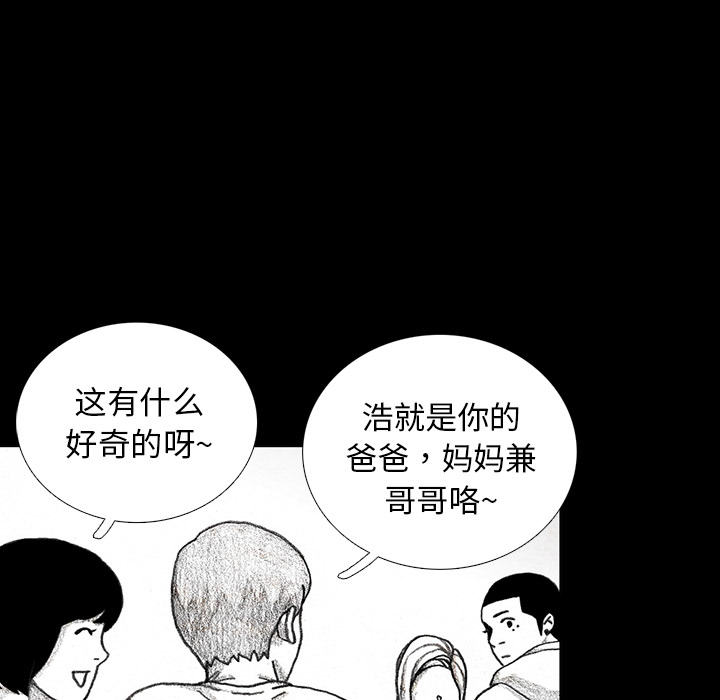 这有什么
好奇的呀~
浩就是你的
爸爸，妈妈兼
哥哥咯~